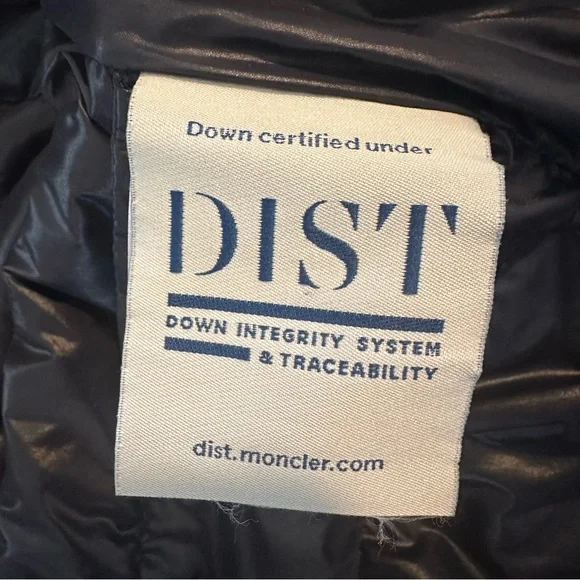 Down certified under
DIST
DOWN INTEGRITY SYSTEM
& TRACEABILITY
dist.moncler.com